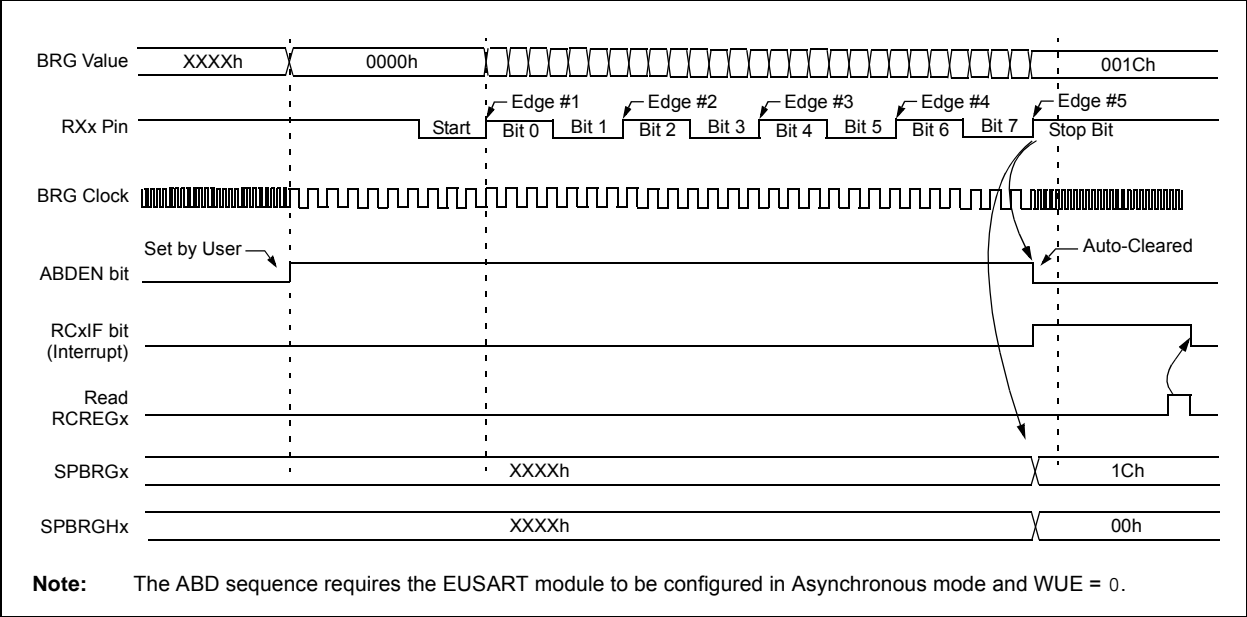 BRG Value XXXXh 0000h 001Ch
Edge #1 Edge #2 Edge #3 Edge #4 Edge #5
RXx Pin Start Bit 0 Bit 1 Bit 2 Bit 3 Bit 4 Bit 5 Bit 6 Bit 7 Stop Bit
BRG Clock
Set by User Auto-Cleared
ABDEN bit
RCxIF bit
(Interrupt)
Read
RCREGx
SPBRGx XXXXh 1Ch
SPBRGHx XXXXh 00h
Note: The ABD sequence requires the EUSART module to be configured in Asynchronous mode and WUE = 0.